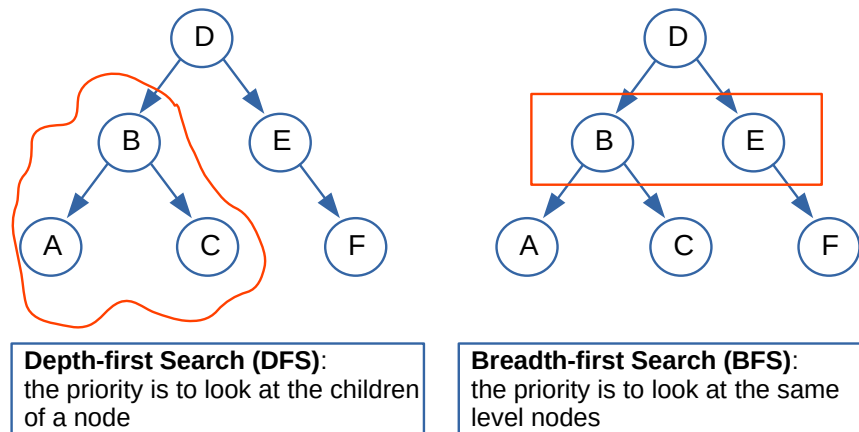 D
B
E
A
C
F
Depth-first Search (DFS):
the priority is to look at the children
of a node
D
B
E
A
C
F
Breadth-first Search (BFS):
the priority is to look at the same
level nodes